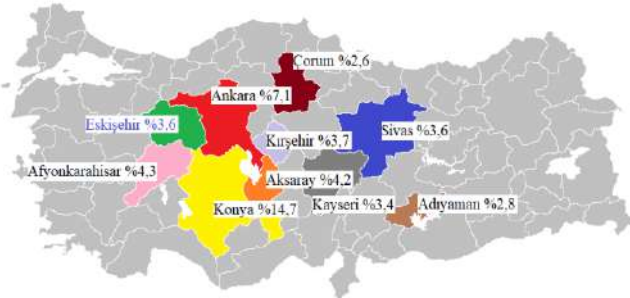 Çorum %2,6
Ankara %7,1
Eskişehir %3,6
Sivas %3,6
Kırşehir %3,7
Afyonkarahisar %4,3
Aksaray %4,2
Konya %14,7
Kayseri %3,4
Adıyaman %2,8